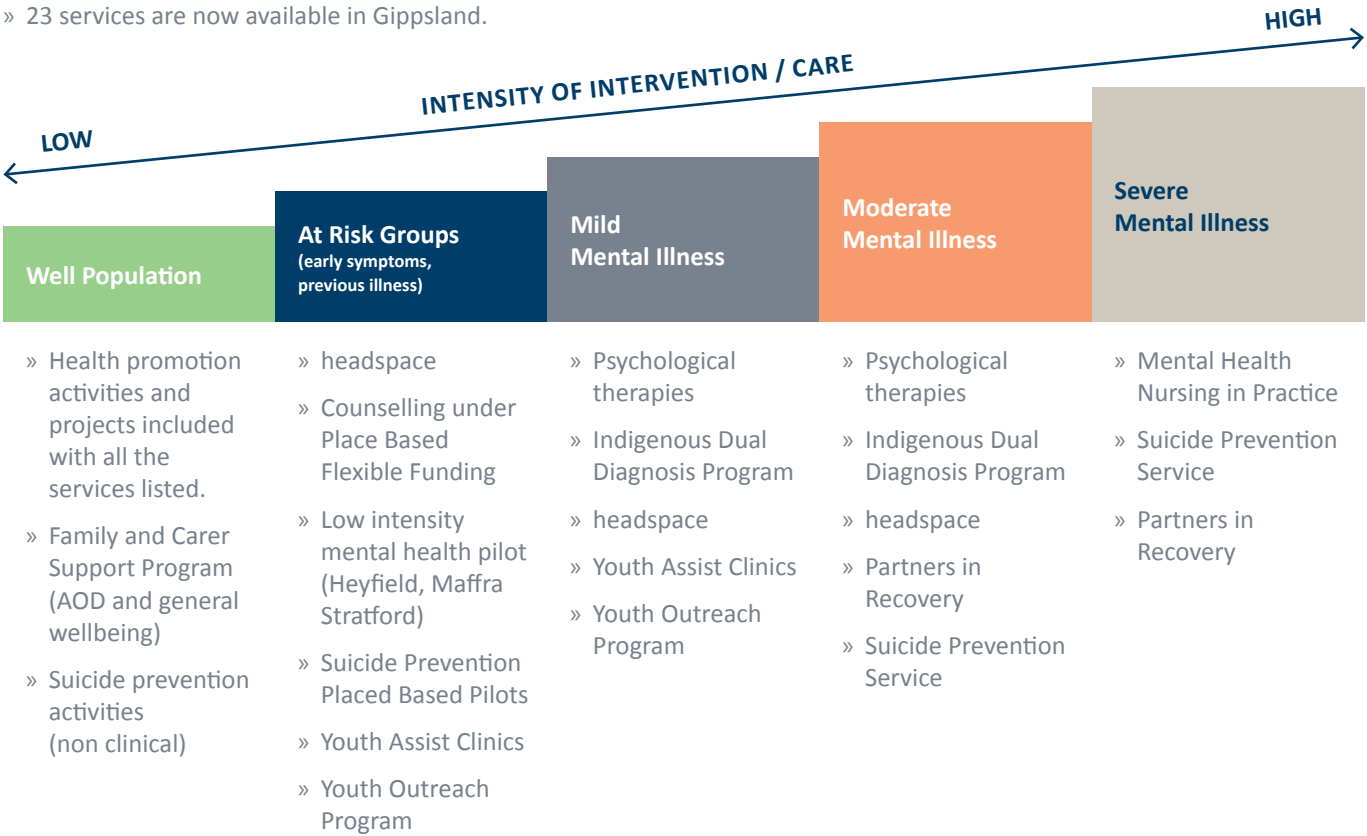 » 23 services are now available in Gippsland.
HIGH
INTENSITY OF INTERVENTION / CARE
LOW
Well Population
At Risk Groups
(early symptoms,
previous illness)
Mild
Mental Illness
Moderate
Mental Illness
Severe
Mental Illness
» Health promotion
activities and
projects included
with all the
services listed.
» Family and Carer
Support Program
(AOD and general
wellbeing)
» Suicide prevention
activities
(non clinical)
» headspace
» Counselling under
Place Based
Flexible Funding
» Low intensity
mental health pilot
(Heyfield, Maffra
Stratford)
» Suicide Prevention
Placed Based Pilots
» Youth Assist Clinics
» Youth Outreach
Program
» Psychological
therapies
» Indigenous Dual
Diagnosis Program
» headspace
» Youth Assist Clinics
» Youth Outreach
Program
» Psychological
therapies
» Indigenous Dual
Diagnosis Program
» headspace
» Partners in
Recovery
» Suicide Prevention
Service
» Mental Health
Nursing in Practice
» Suicide Prevention
Service
» Partners in
Recovery